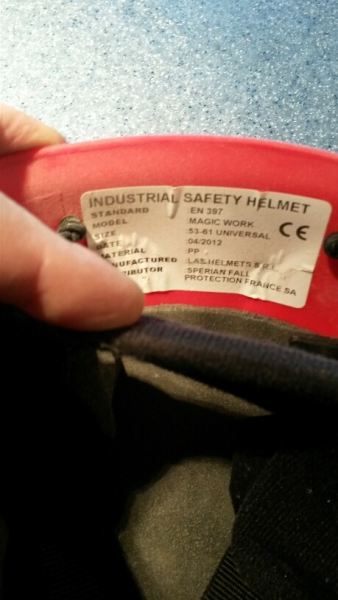 INDUSTRIAL SAFETY HELMET
STANDARD :EN 397
MODEL :MAGIC WORK
SIZE :53-61 UNIVERSAL
DATE :04/2012
MATERIAL :PP
MANUFACTURED :LAS HELMETS S.R.L
:SPERIAN FALL
PROTECTION FRANCE SA
CE